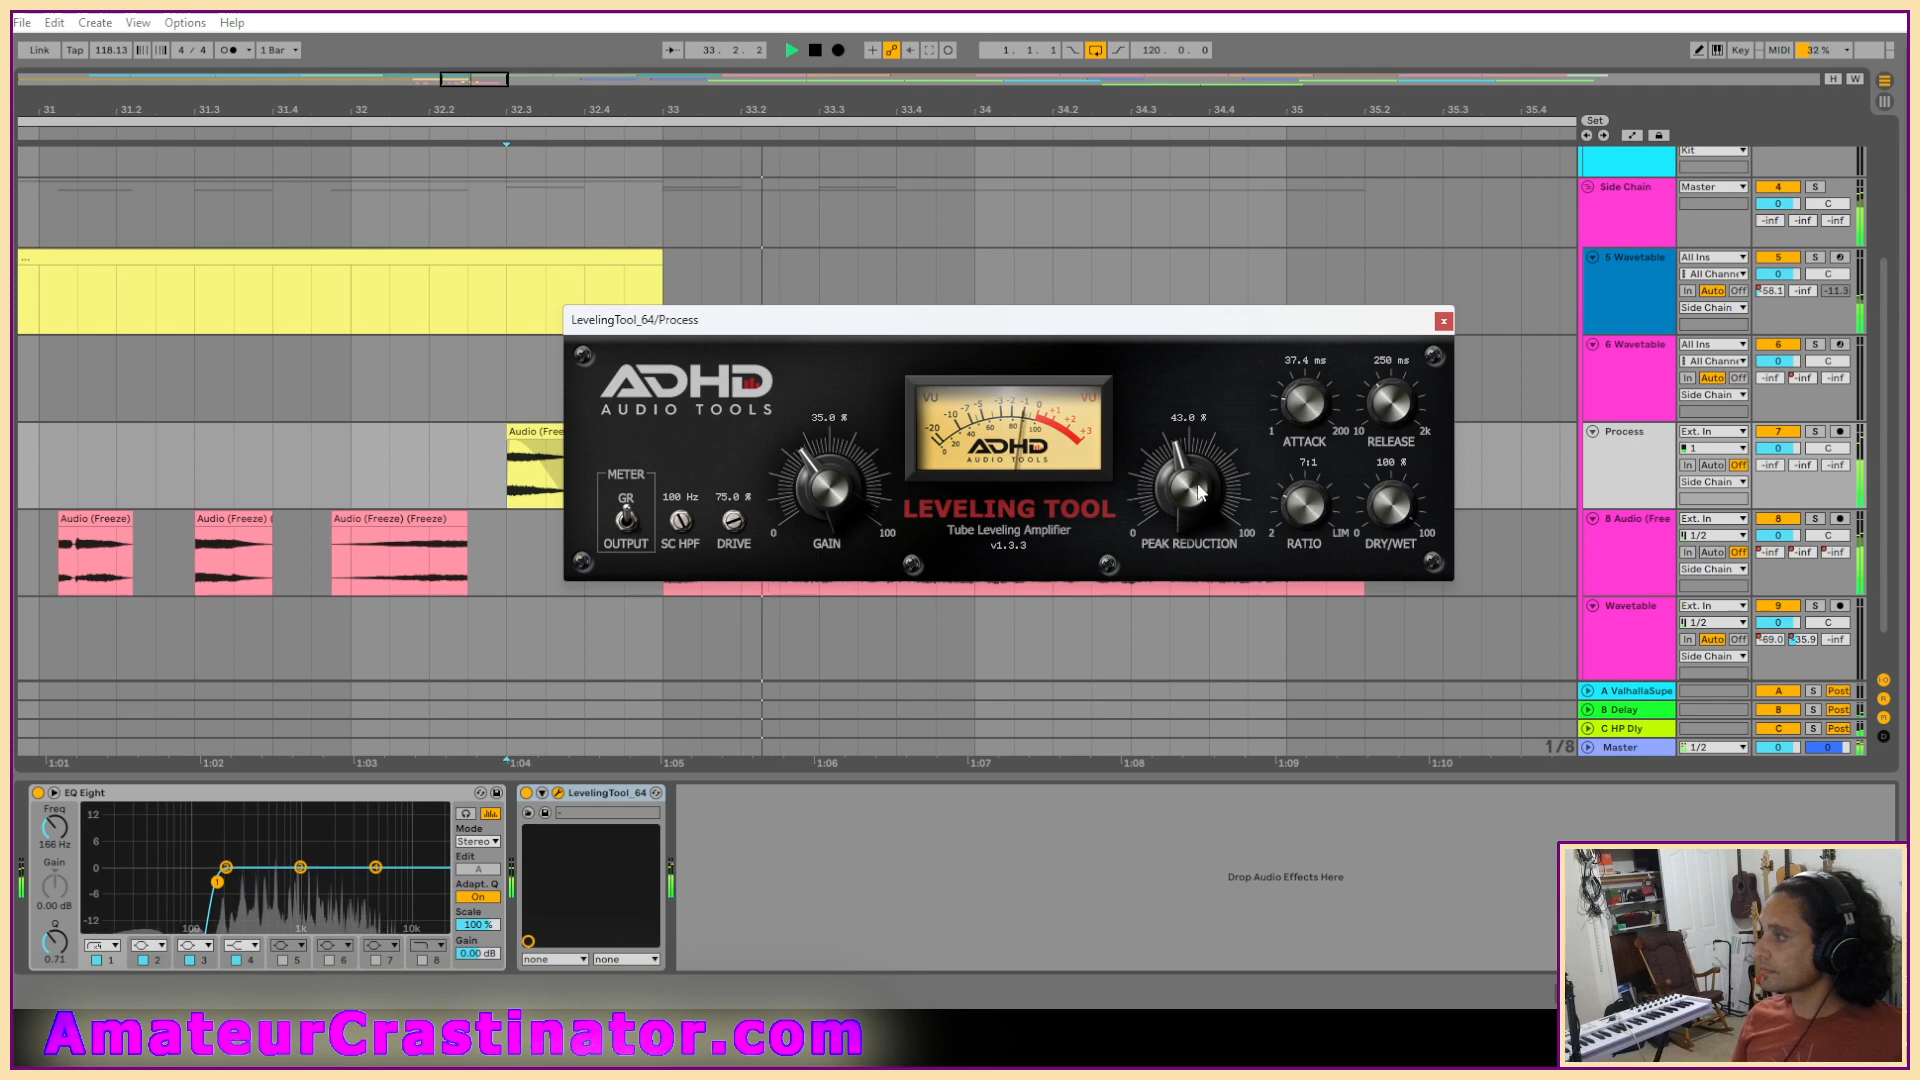 File Edit Create View Options Help
Link Tap 118.13 4 / 4 1 Bar 33 . 2 . 2 1 . 1 . 1 120 . 0 . 0 Key MIDI 32 %
H W
31 31.2 31.3 31.4 32 32.2 32.3 32.4 33 33.2 33.3 33.4 34 34.2 34.3 34.4 35 35.2 35.3 35.4
Set
Kit
Side Chain Master 4 S
0 C
-inf -inf -inf
...
5 Wavetable All Ins 5 S
All Channe 0 C
In Auto Off -58.1 -inf -11.3
Side Chain
LevelingTool_64/Process x
6 Wavetable All Ins 6 S
All Channe 0 C
In Auto Off -inf -inf -inf
Side Chain
ADHD
AUDIO TOOLS
METER
GR
OUTPUT
100 Hz
SC HPF
75.0 %
DRIVE
35.0 %
0 100
GAIN
VU VU
-20 -10 -7 -5 -3 -2 -1 0 +1 +2 +3
0 20 40 60 80 100
ADHD
AUDIO TOOLS
LEVELING TOOL
Tube Leveling Amplifier
v1.3.3
43.0 %
0 100
PEAK REDUCTION
37.4 ms
1 200
ATTACK
250 ms
10 2k
RELEASE
7:1
2 LIM
RATIO
100 %
0 100
DRY/WET
Audio (Free
Process Ext. In 7 S
1 0 C
In Auto Off -inf -inf -inf
Side Chain
Audio (Freeze) Audio (Freeze) ( Audio (Freeze) (Freeze)
8 Audio (Free Ext. In 8 S
1/2 0 C
In Auto Off -inf -inf -inf
Side Chain
Wavetable Ext. In 9 S
1/2 0 C
In Auto Off -69.0 -35.9 -inf
Side Chain
A ValhallaSupe A S Post
B Delay B S Post
C HP Dly C S Post
1/8 Master 1/2 0 0
1:01 1:02 1:03 1:04 1:05 1:06 1:07 1:08 1:09 1:10
EQ Eight
Freq
166 Hz
Gain
0.00 dB
Q
0.71
12
6
0
-6
-12
100 1k 10k
1 2 3 4 5 6 7 8
Mode
Stereo
Edit
A
Adapt. Q
On
Scale
100 %
Gain
0.00 dB
LevelingTool_64
-
none none
Drop Audio Effects Here
AmateurCrastinator.com